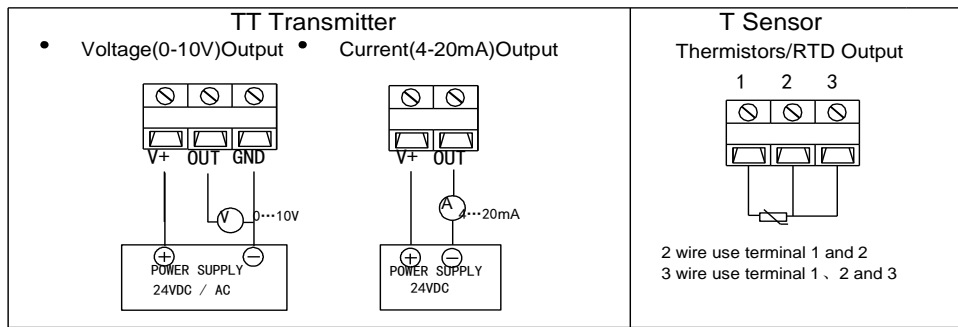 TT Transmitter
• Voltage(0-10V)Output
• Current(4-20mA)Output
V+ OUT GND
V 0···10V
POWER SUPPLY
24VDC / AC
V+ OUT
A 4···20mA
POWER SUPPLY
24VDC
T Sensor
Thermistors/RTD Output
1 2 3
2 wire use terminal 1 and 2
3 wire use terminal 1、2 and 3